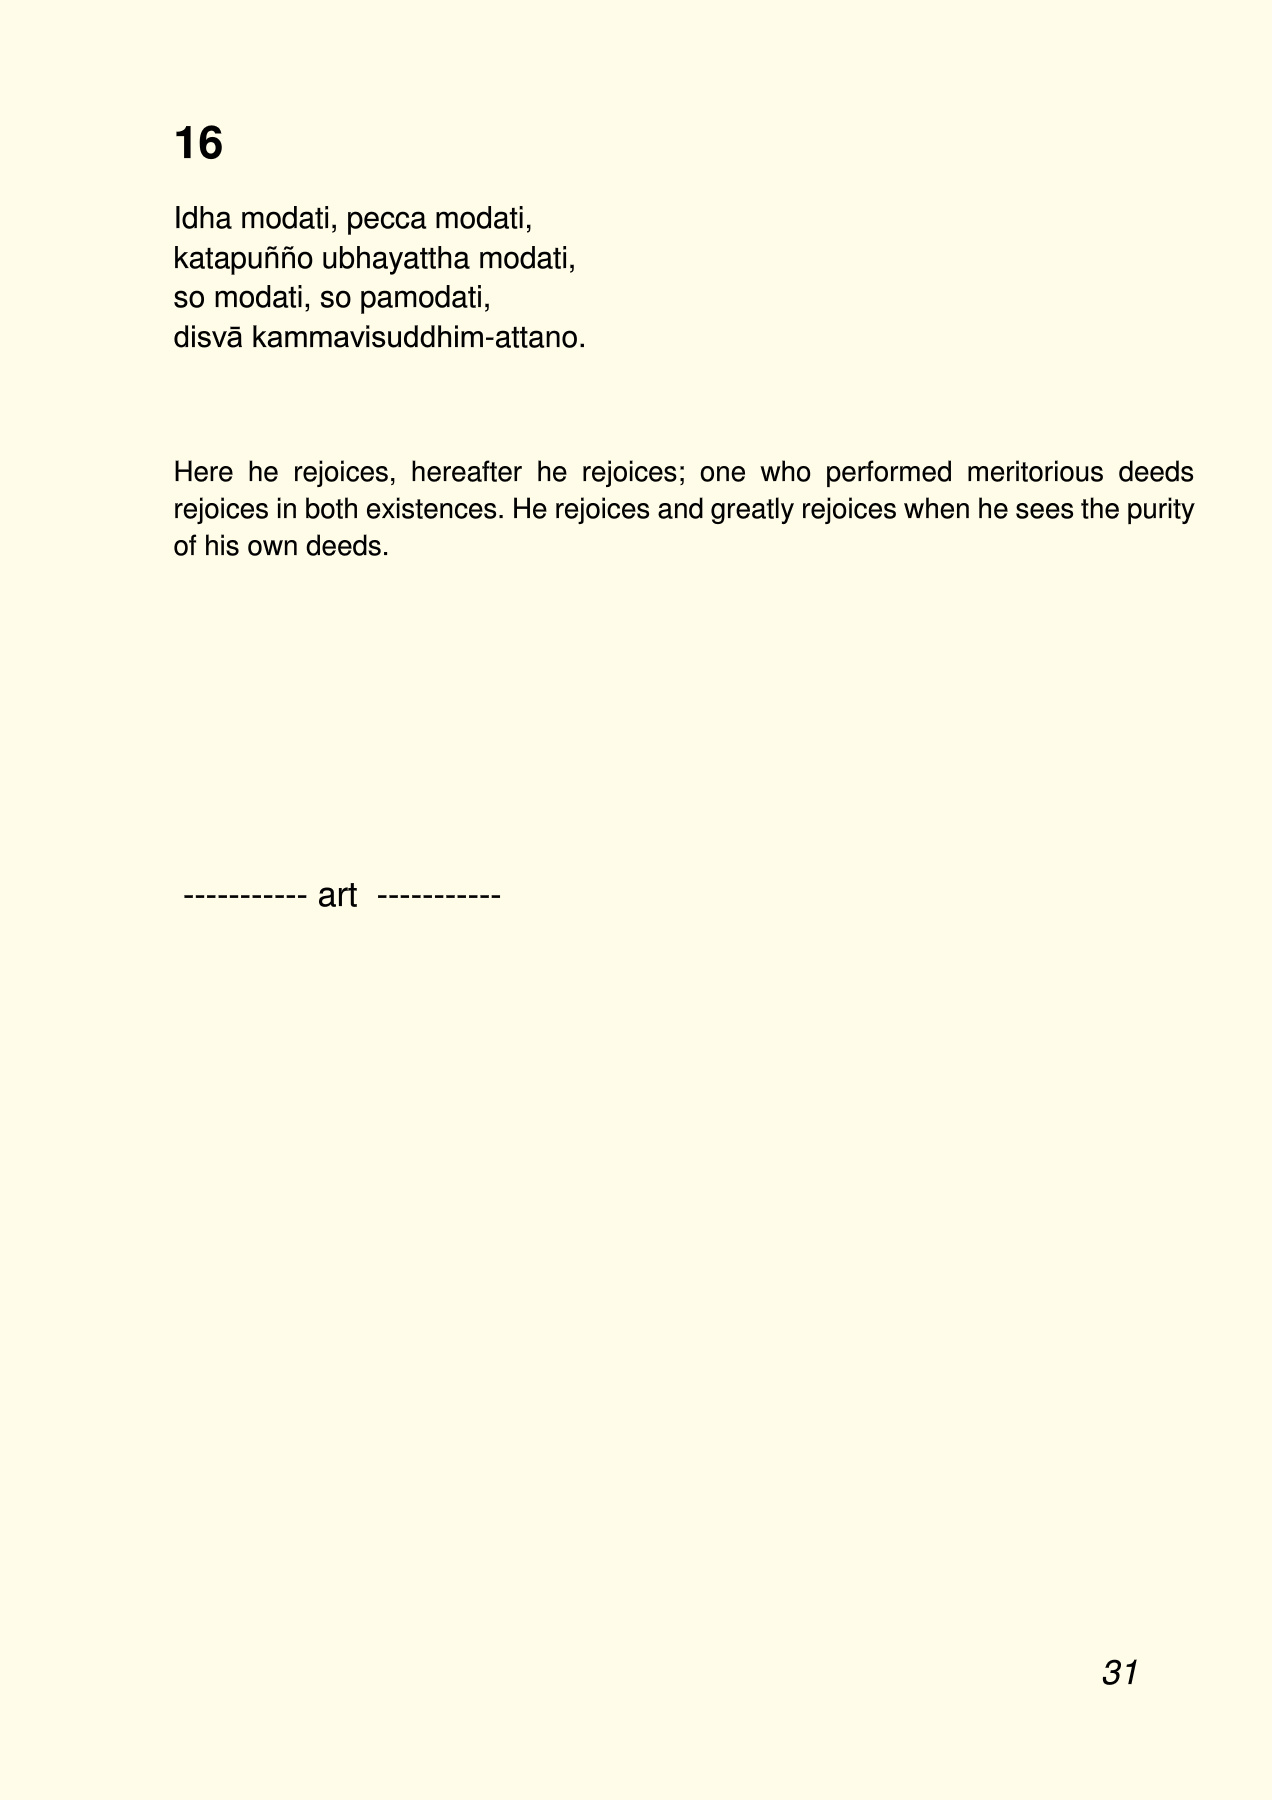 16
Idha modati, pecca modati,
katapuñño ubhayattha modati,
so modati, so pamodati,
disvā kammavisuddhim-attano.
Here he rejoices, hereafter he rejoices; one who performed meritorious deeds
rejoices in both existences. He rejoices and greatly rejoices when he sees the purity
of his own deeds.
----------- art -----------
31